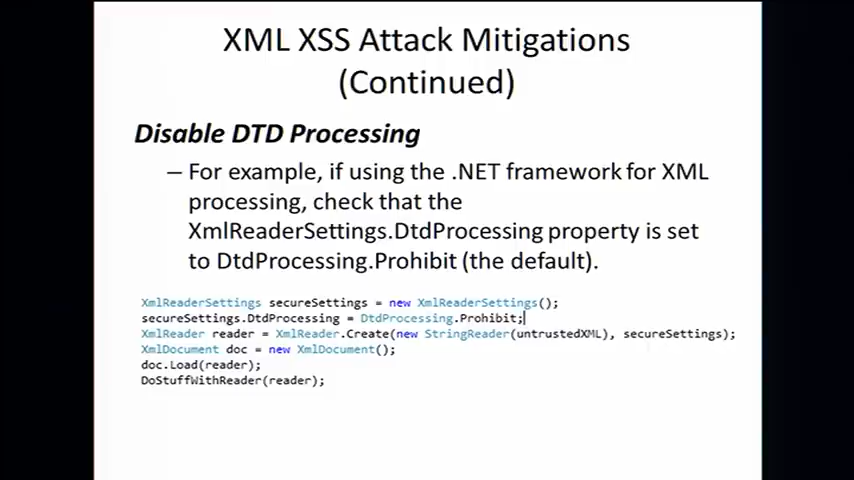 XML XSS Attack Mitigations
(Continued)
Disable DTD Processing
– For example, if using the .NET framework for XML
processing, check that the
XmlReaderSettings.DtdProcessing property is set
to DtdProcessing.Prohibit (the default).
XmlReaderSettings secureSettings = new XmlReaderSettings();
secureSettings.DtdProcessing = DtdProcessing.Prohibit;
XmlReader reader = XmlReader.Create(new StringReader(untrustedXML), secureSettings);
XmlDocument doc = new XmlDocument();
doc.Load(reader);
DoStuffWithReader(reader);